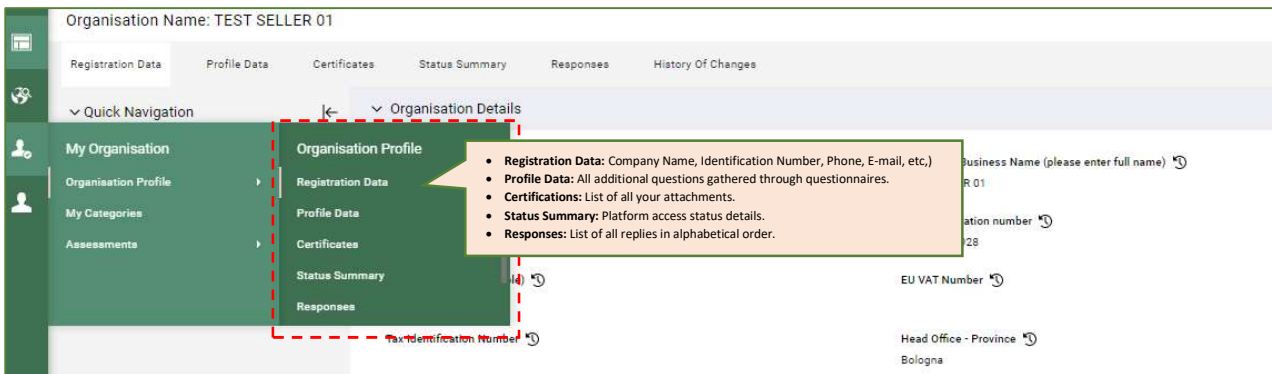 Organisation Name: TEST SELLER 01
Registration Data Profile Data Certificates Status Summary Responses History Of Changes
Quick Navigation
Organisation Details
My Organisation
Organisation Profile
My Categories
Assessments
Organisation Profile
Registration Data
Profile Data
Certificates
Status Summary
Responses
• Registration Data: Company Name, Identification Number, Phone, E-mail, etc,)
• Profile Data: All additional questions gathered through questionnaires.
• Certifications: List of all your attachments.
• Status Summary: Platform access status details.
• Responses: List of all replies in alphabetical order.
Business Name (please enter full name)
R 01
number
28
EU VAT Number
Tax Identification Number
Head Office - Province
Bologna